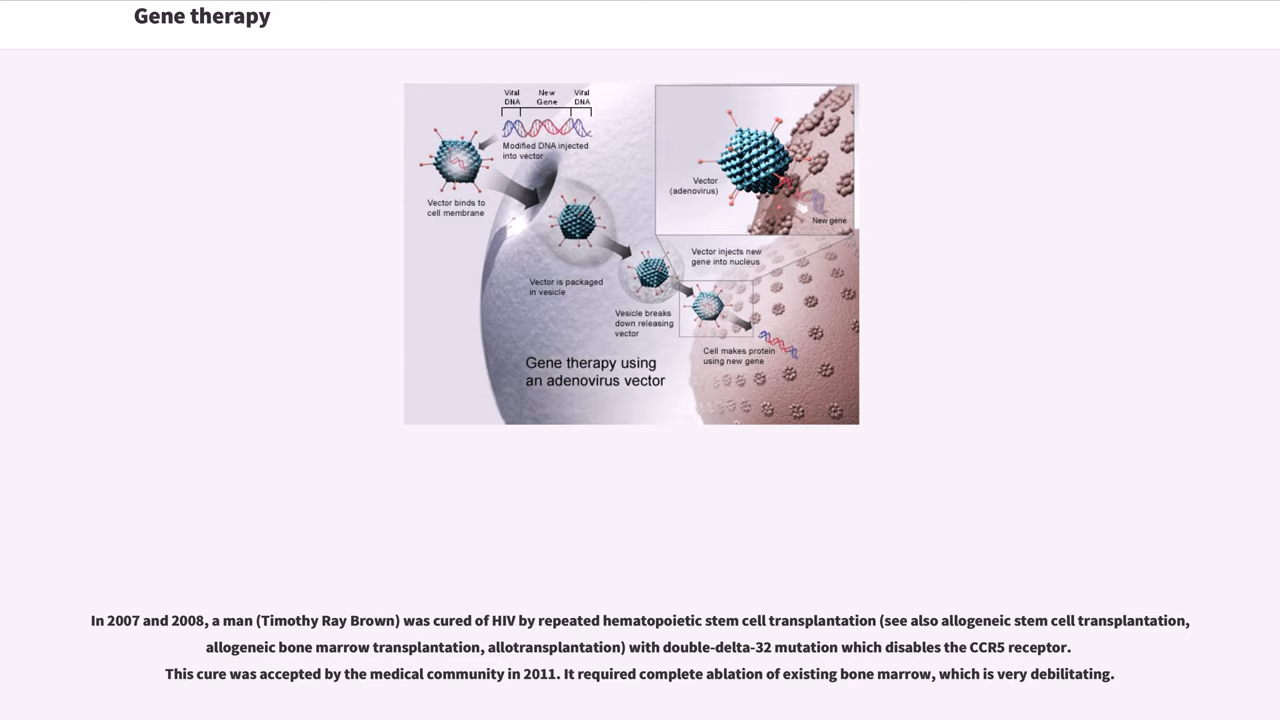 Gene therapy
Vital New Vital
DNA Gene DNA
Modified DNA injected
into vector
Vector binds to
cell membrane
Vector
(adenovirus)
New gene
Vector injects new
gene into nucleus
Vector is packaged
in vesicle
Vesicle breaks
down releasing
vector
Cell makes protein
using new gene
Gene therapy using
an adenovirus vector
In 2007 and 2008, a man (Timothy Ray Brown) was cured of HIV by repeated hematopoietic stem cell transplantation (see also allogeneic stem cell transplantation,
allogeneic bone marrow transplantation, allotransplantation) with double-delta-32 mutation which disables the CCR5 receptor.
This cure was accepted by the medical community in 2011. It required complete ablation of existing bone marrow, which is very debilitating.